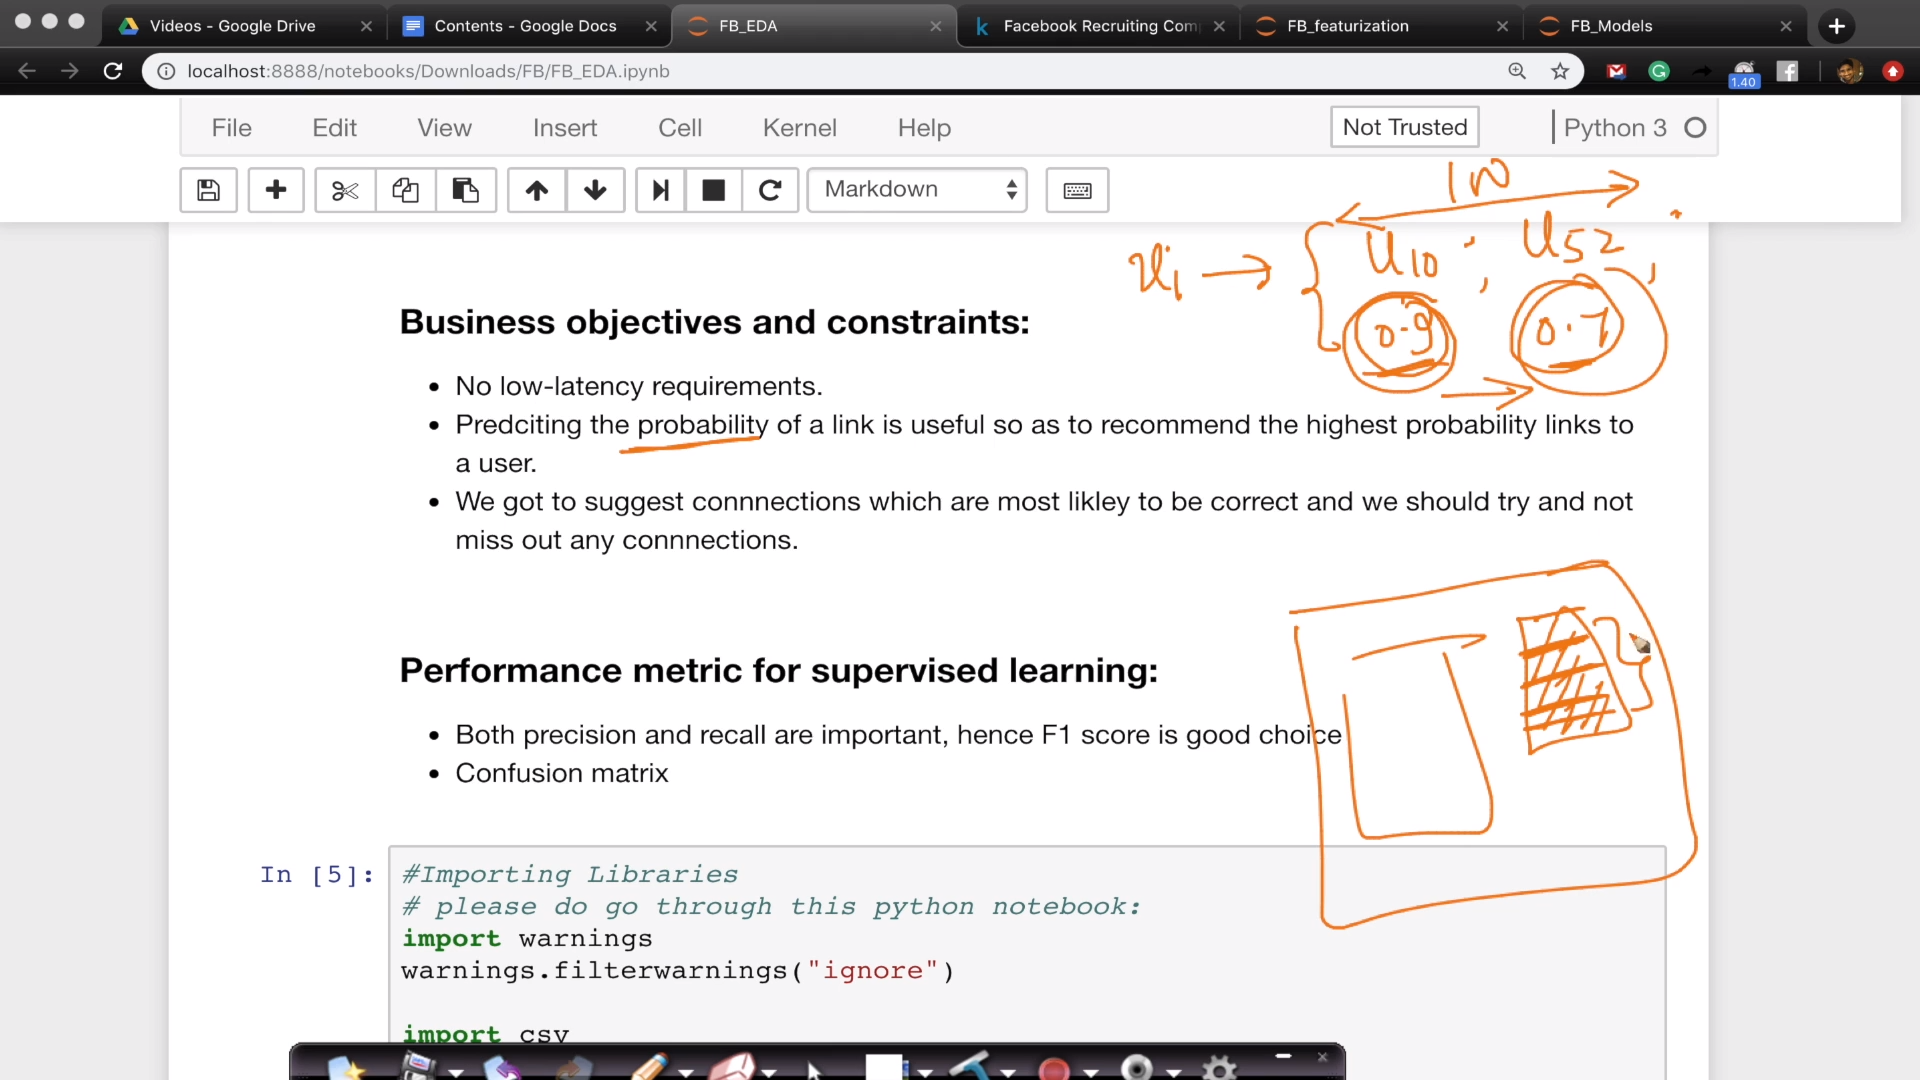 Videos - Google Drive
Contents - Google Docs
FB_EDA
Facebook Recruiting Com
FB_featurization
FB_Models
localhost:8888/notebooks/Downloads/FB/FB_EDA.ipynb
1.40
File Edit View Insert Cell Kernel Help
Not Trusted
Python 3
Markdown
10
u1 → u10 , u52 ,
0.9 0.7
Business objectives and constraints:
No low-latency requirements.
Predciting the probability of a link is useful so as to recommend the highest probability links to
a user.
We got to suggest connnections which are most likley to be correct and we should try and not
miss out any connnections.
Performance metric for supervised learning:
Both precision and recall are important, hence F1 score is good choice
Confusion matrix
In [5]:
#Importing Libraries
# please do go through this python notebook:
import warnings
warnings.filterwarnings("ignore")
import csv